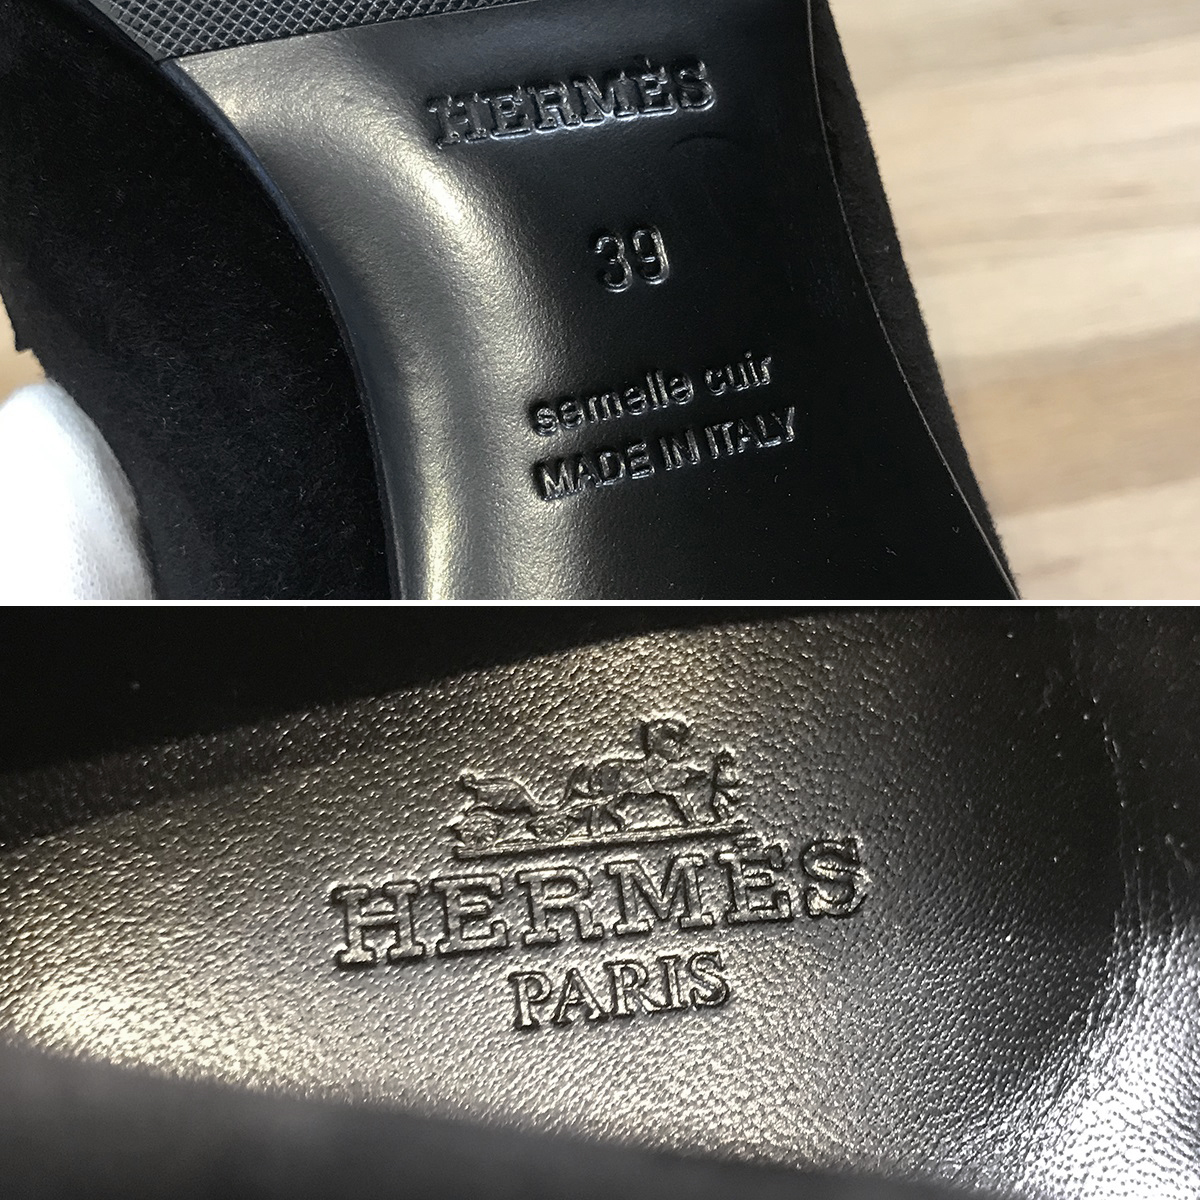 HERMÈS
39
semelle cuir
MADE IN ITALY
HERMÈS
PARIS